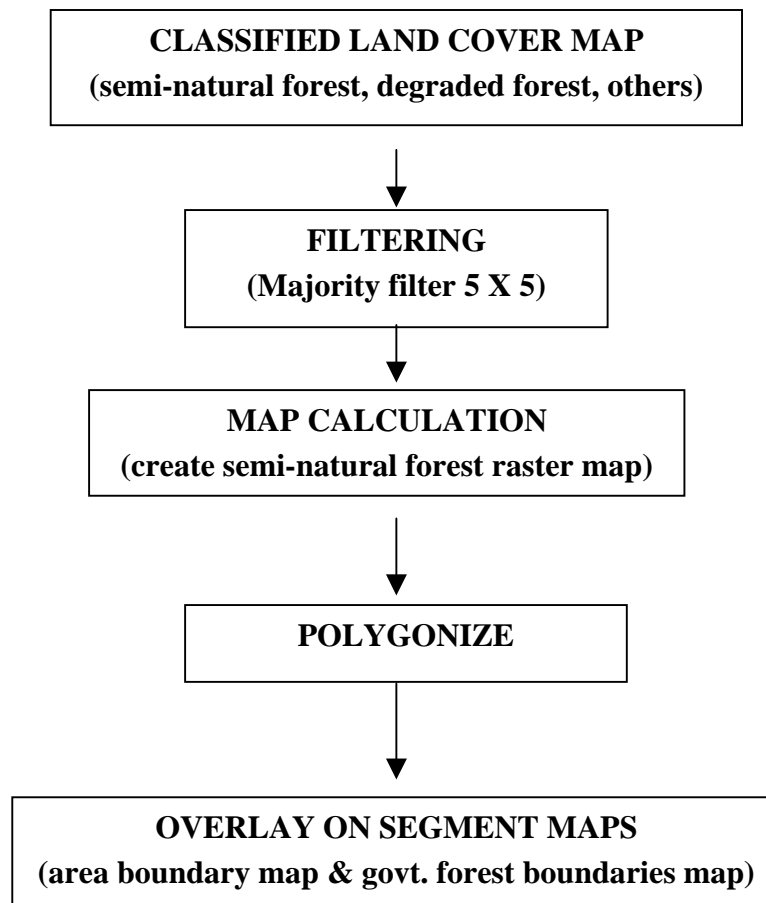 CLASSIFIED LAND COVER MAP
(semi-natural forest, degraded forest, others)
FILTERING
(Majority filter 5 X 5)
MAP CALCULATION
(create semi-natural forest raster map)
POLYGONIZE
OVERLAY ON SEGMENT MAPS
(area boundary map & govt. forest boundaries map)